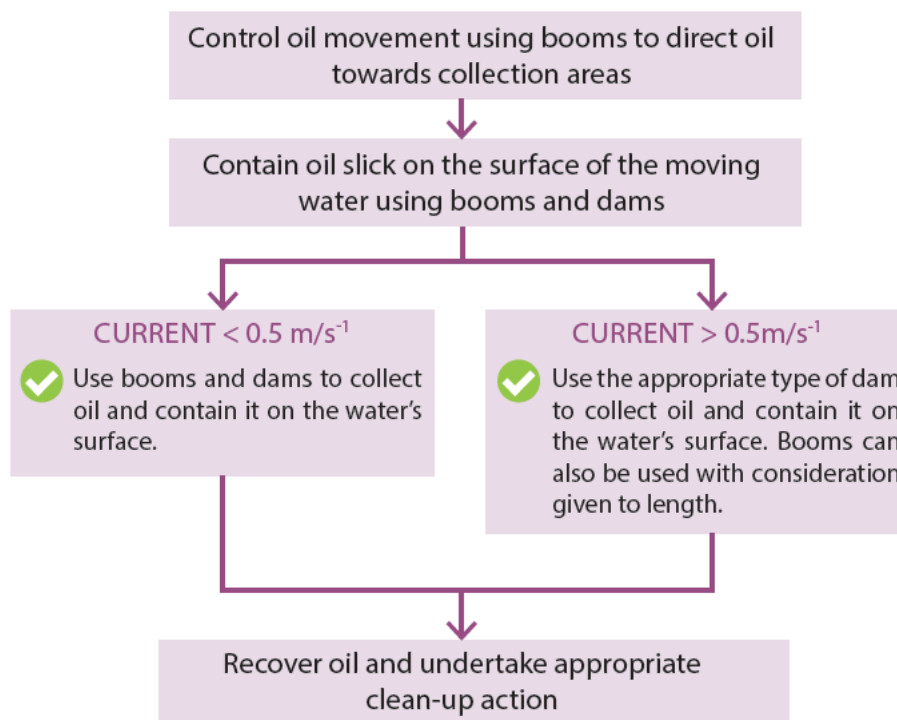 Control oil movement using booms to direct oil
towards collection areas
Contain oil slick on the surface of the moving
water using booms and dams
CURRENT < 0.5 m/s⁻¹
Use booms and dams to collect
oil and contain it on the water’s
surface.
CURRENT > 0.5m/s⁻¹
Use the appropriate type of dam
to collect oil and contain it on
the water’s surface. Booms can
also be used with consideration
given to length.
Recover oil and undertake appropriate
clean-up action